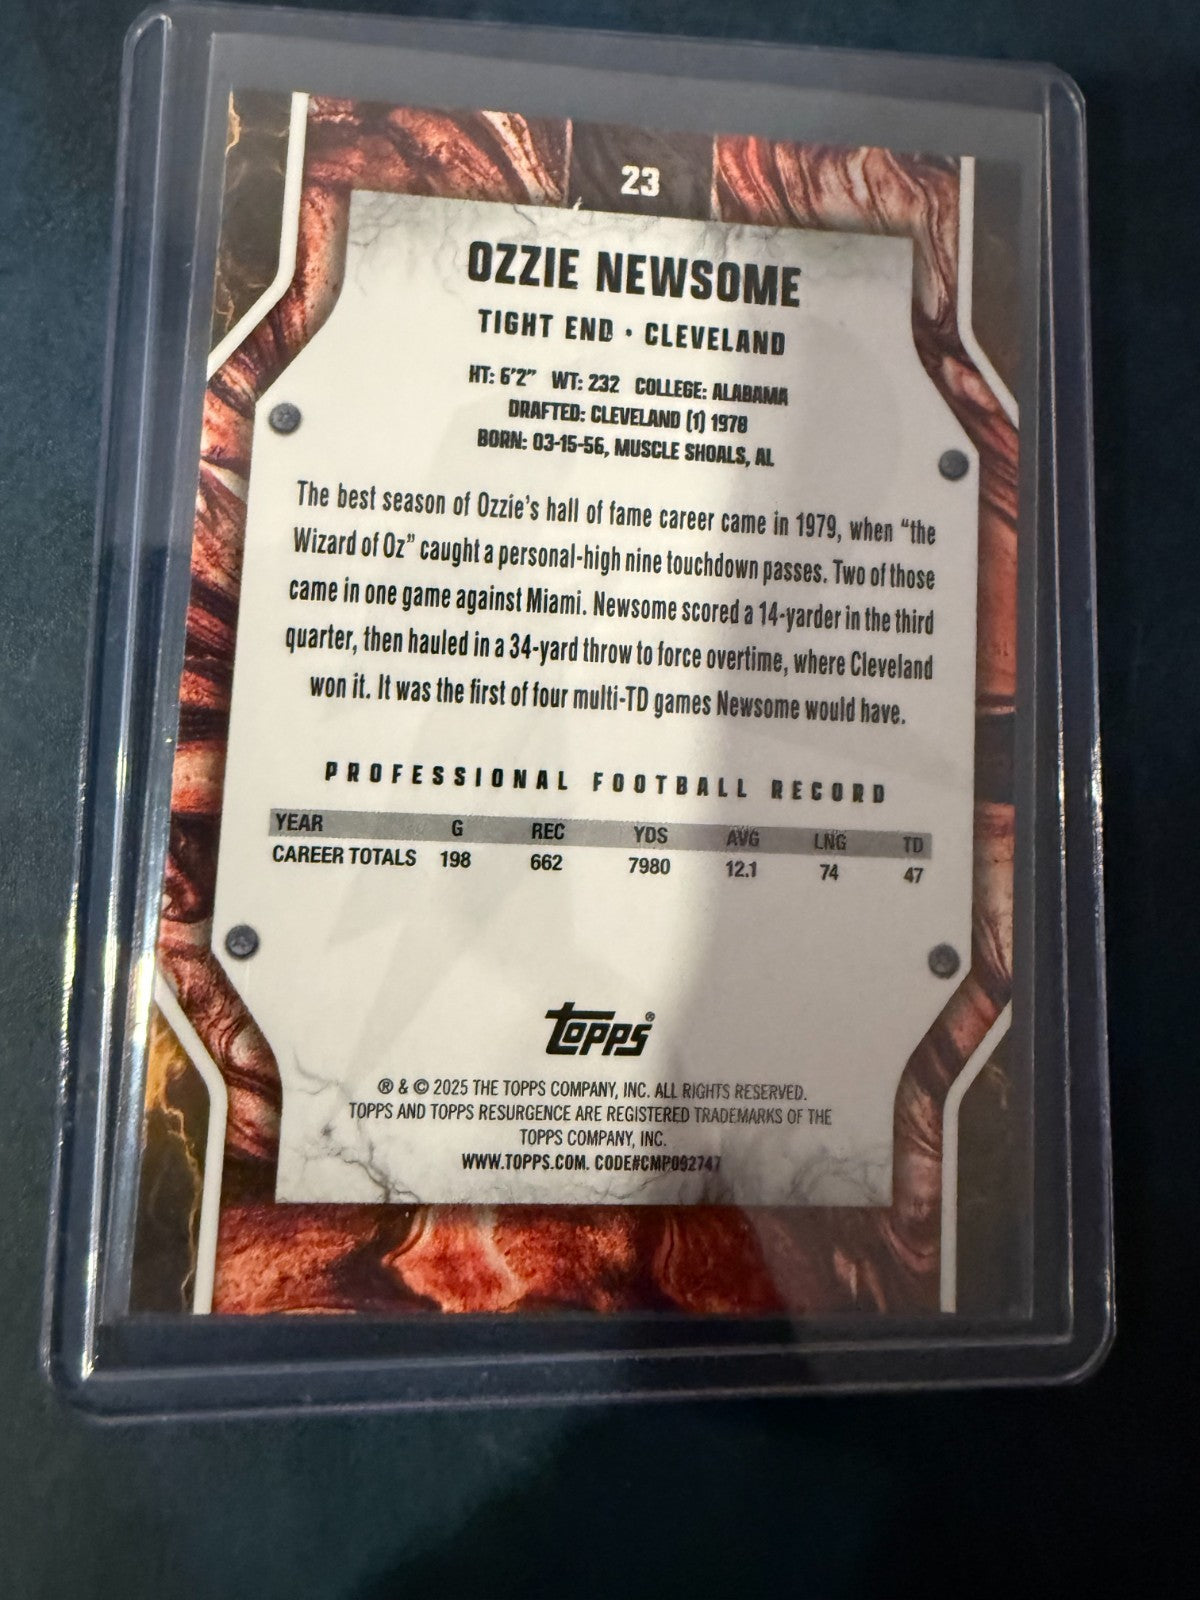 23
OZZIE NEWSOME
TIGHT END • CLEVELAND
HT: 6'2" WT: 232 COLLEGE: ALABAMA
DRAFTED: CLEVELAND (1) 1978
BORN: 03-15-56, MUSCLE SHOALS, AL
The best season of Ozzie's hall of fame career came in 1979, when “the
Wizard of Oz” caught a personal-high nine touchdown passes. Two of those
came in one game against Miami. Newsome scored a 14-yarder in the third
quarter, then hauled in a 34-yard throw to force overtime, where Cleveland
won it. It was the first of four multi-TD games Newsome would have.
PROFESSIONAL FOOTBALL RECORD
YEAR G REC YDS AVG LNG TD
CAREER TOTALS 198 662 7980 12.1 74 47
TOPPS®
® & © 2025 THE TOPPS COMPANY, INC. ALL RIGHTS RESERVED.
TOPPS AND TOPPS RESURGENCE ARE REGISTERED TRADEMARKS OF THE
TOPPS COMPANY, INC.
WWW.TOPPS.COM. CODE#CMP092747